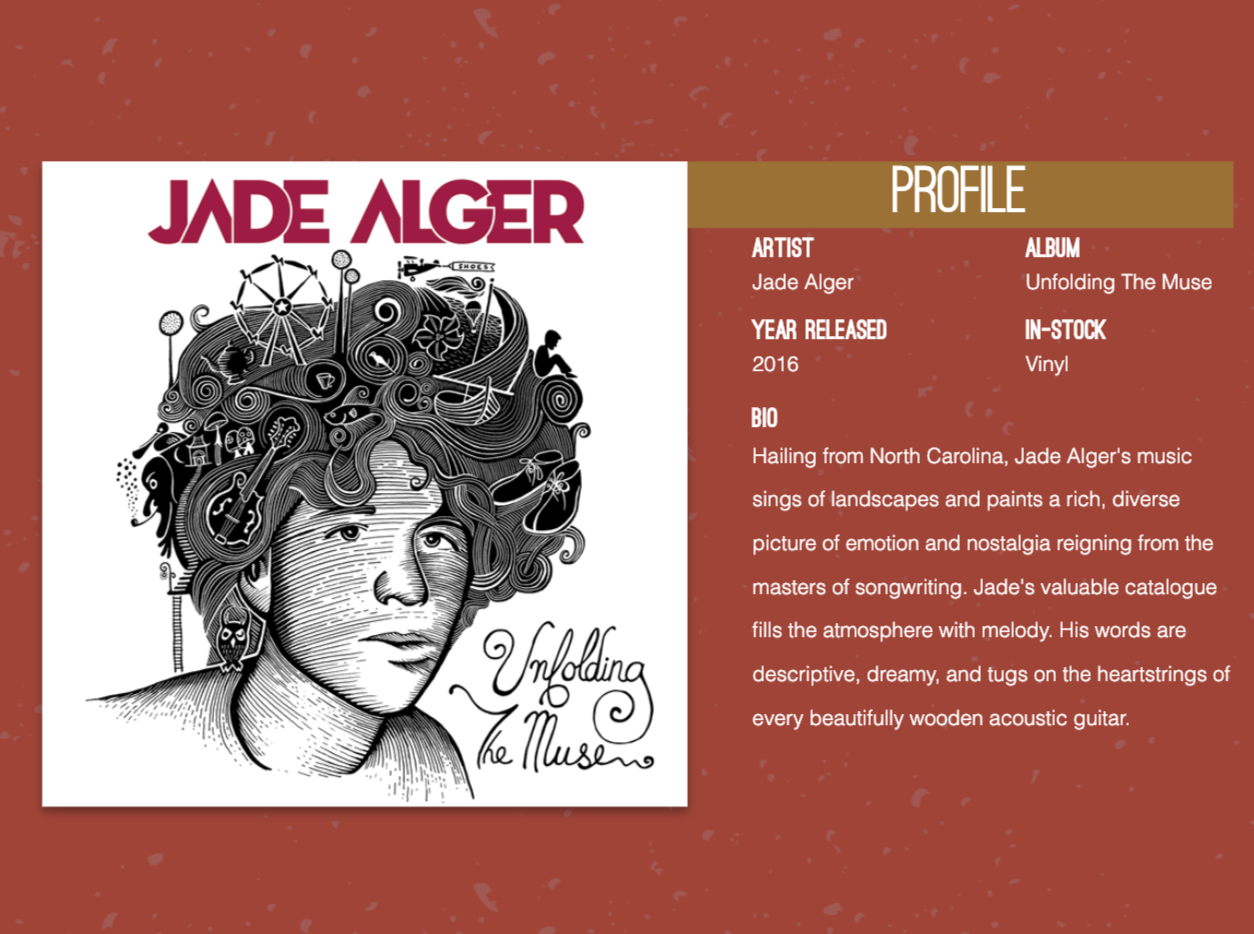 JADE ALGER
SHOES
Unfolding
The Muse
PROFILE
ARTIST
Jade Alger
ALBUM
Unfolding The Muse
YEAR RELEASED
2016
IN-STOCK
Vinyl
BIO
Hailing from North Carolina, Jade Alger's music
sings of landscapes and paints a rich, diverse
picture of emotion and nostalgia reigning from the
masters of songwriting. Jade's valuable catalogue
fills the atmosphere with melody. His words are
descriptive, dreamy, and tugs on the heartstrings of
every beautifully wooden acoustic guitar.